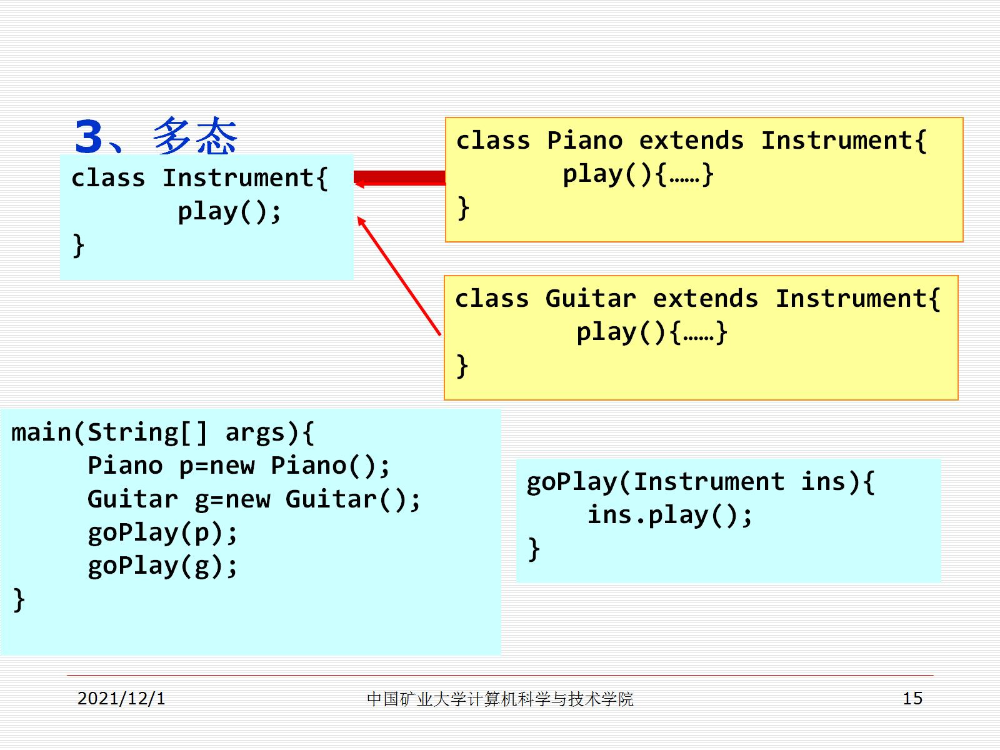 3、多态
class Instrument{
play();
}
class Piano extends Instrument{
play(){……}
}
class Guitar extends Instrument{
play(){……}
}
main(String[] args){
Piano p=new Piano();
Guitar g=new Guitar();
goPlay(p);
goPlay(g);
}
goPlay(Instrument ins){
ins.play();
}
2021/12/1
中国矿业大学计算机科学与技术学院
15